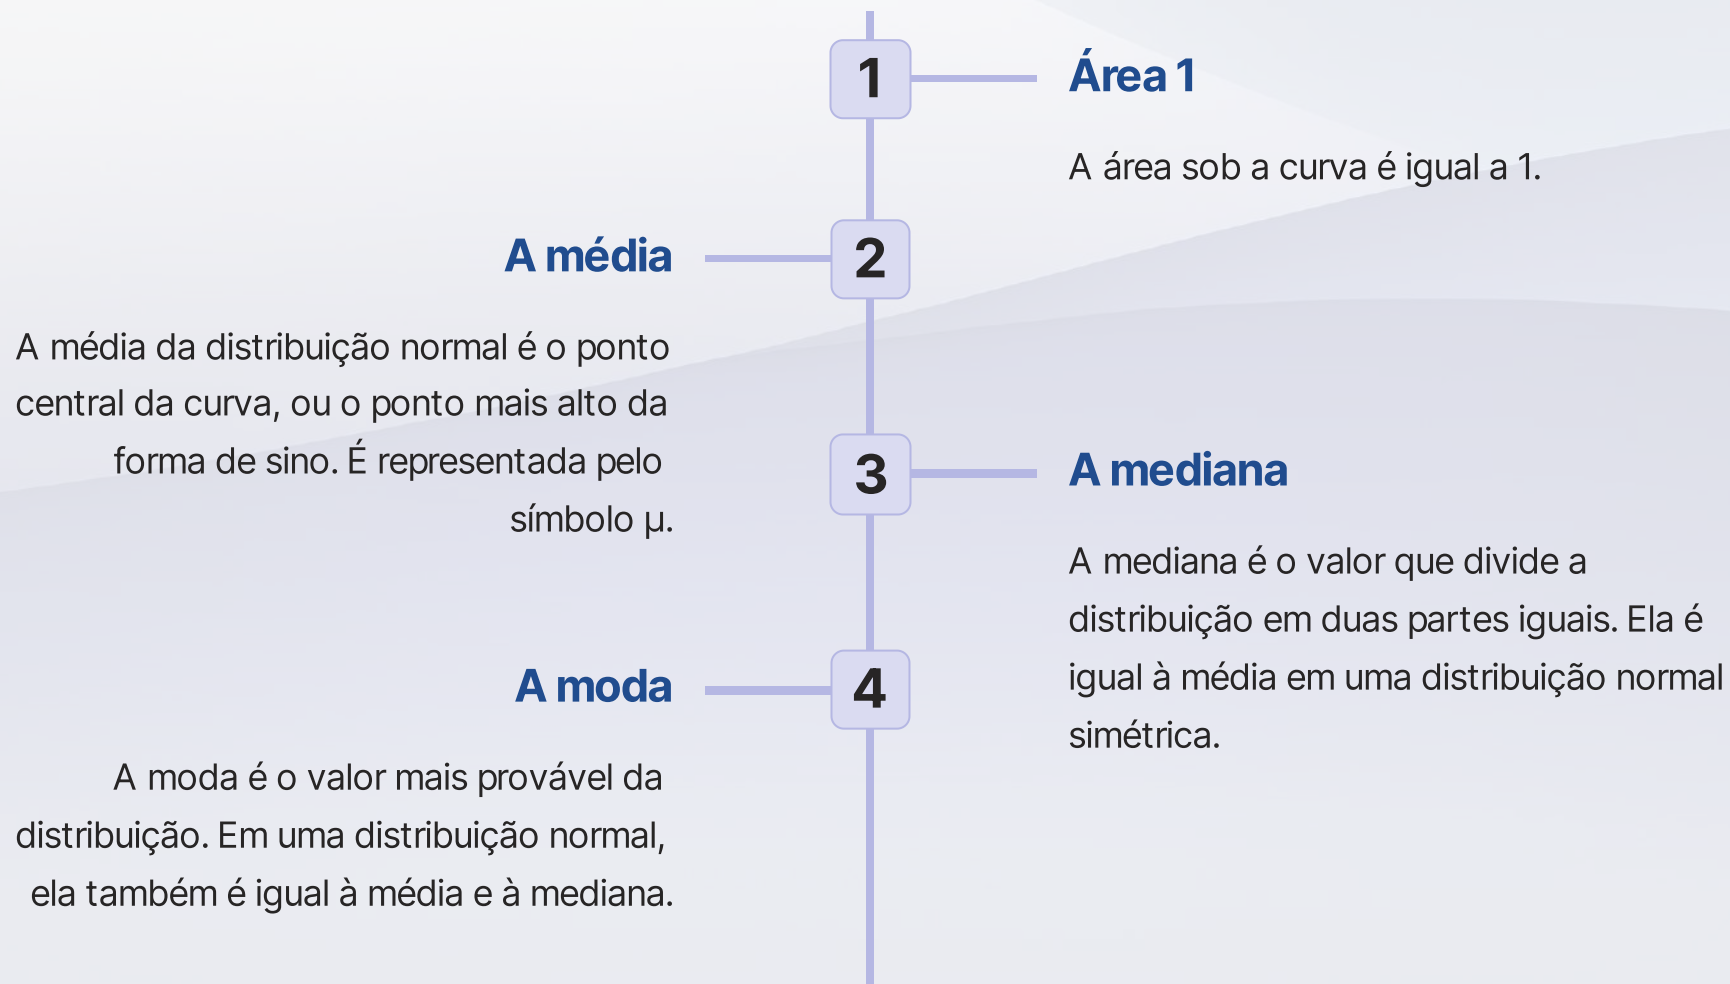 1
Área 1
A área sob a curva é igual a 1.
2
A média
A média da distribuição normal é o ponto
central da curva, ou o ponto mais alto da
forma de sino. É representada pelo
símbolo μ.
3
A mediana
A mediana é o valor que divide a
distribuição em duas partes iguais. Ela é
igual à média em uma distribuição normal
simétrica.
4
A moda
A moda é o valor mais provável da
distribuição. Em uma distribuição normal,
ela também é igual à média e à mediana.